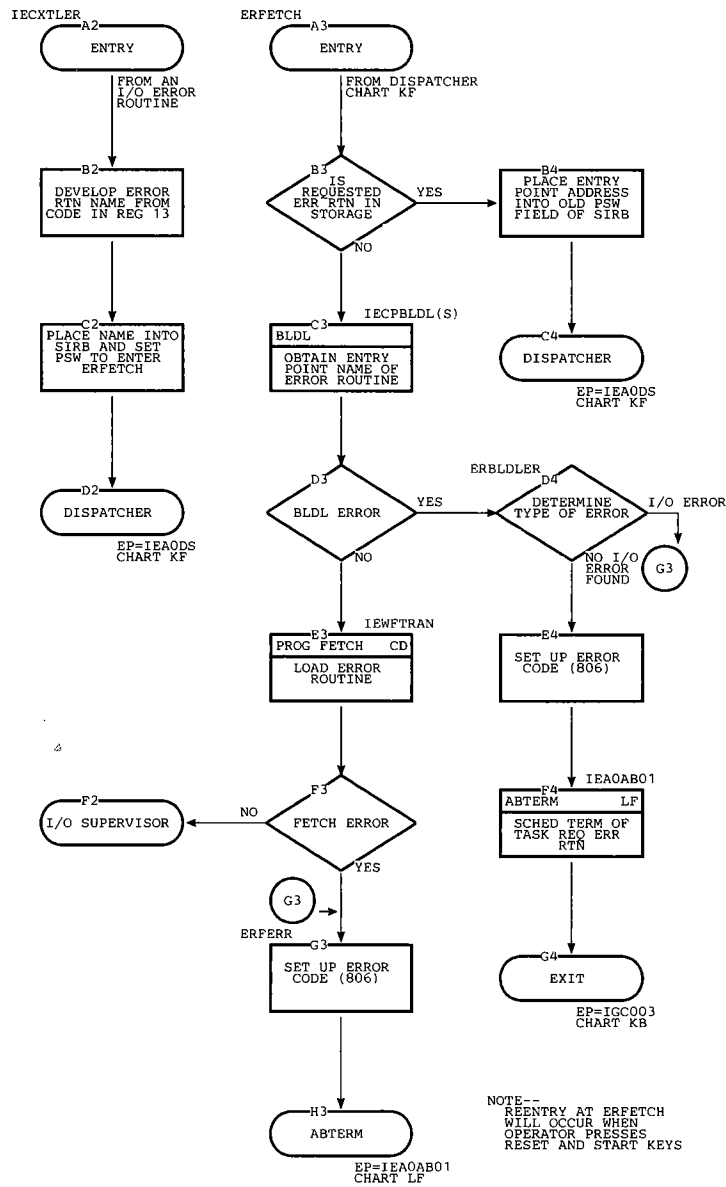 IECXTLER
A2
ENTRY
FROM AN
I/O ERROR
ROUTINE
B2
DEVELOP ERROR
RTN NAME FROM
CODE IN REG 13
C2
PLACE NAME INTO
SIRB AND SET
PSW TO ENTER
ERFETCH
D2
DISPATCHER
EP=IEA0DS
CHART KF
ERFETCH
A3
ENTRY
FROM DISPATCHER
CHART KF
B3
IS
REQUESTED
ERR RTN IN
STORAGE
YES
NO
B4
PLACE ENTRY
POINT ADDRESS
INTO OLD PSW
FIELD OF SIRB
C4
DISPATCHER
EP=IEA0DS
CHART KF
IECPBLDL(S)
C3
BLDL
OBTAIN ENTRY
POINT NAME OF
ERROR ROUTINE
D3
BLDL ERROR
YES
NO
ERBLDLER
D4
DETERMINE
TYPE OF ERROR
I/O ERROR
G3
NO I/O
ERROR
FOUND
IEWFTRAN
E3
PROG FETCH CD
LOAD ERROR
ROUTINE
E4
SET UP ERROR
CODE (806)
F3
FETCH ERROR
NO
YES
F2
I/O SUPERVISOR
IEA0AB01
F4
ABTERM LF
SCHED TERM OF
TASK REQ ERR
RTN
G3
ERFERR
G3
SET UP ERROR
CODE (806)
G4
EXIT
EP=IGC003
CHART KB
H3
ABTERM
EP=IEA0AB01
CHART LF
NOTE--
REENTRY AT ERFETCH
WILL OCCUR WHEN
OPERATOR PRESSES
RESET AND START KEYS